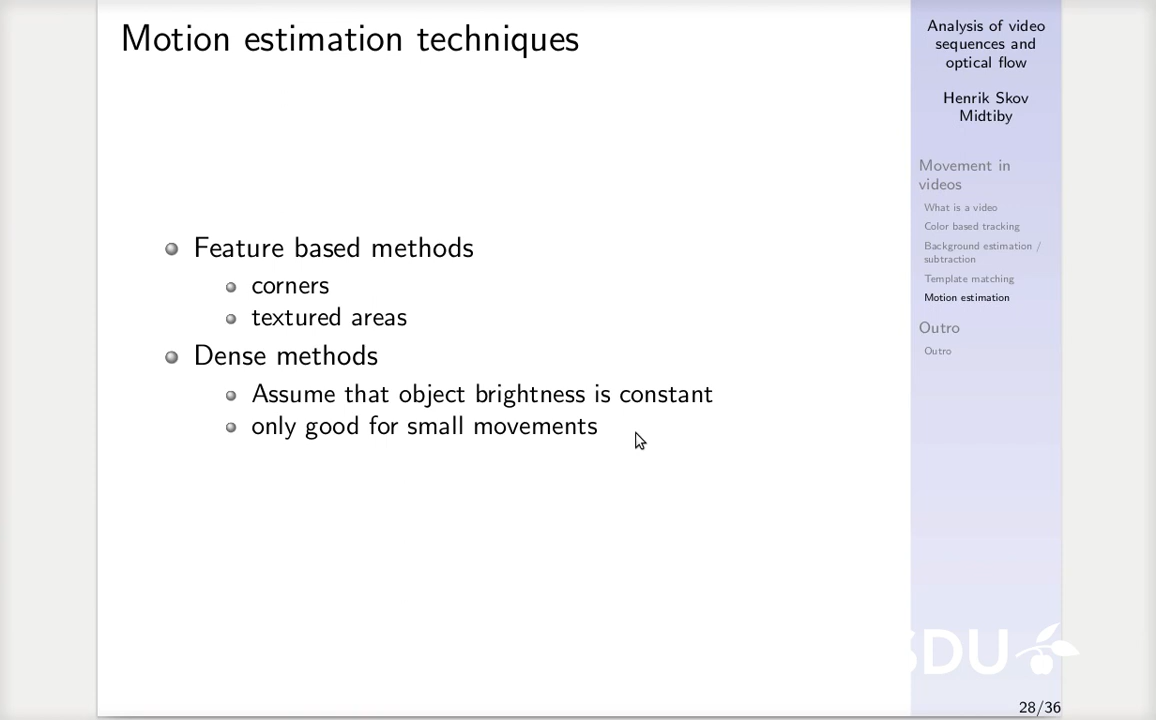 Motion estimation techniques
Feature based methods
corners
textured areas
Dense methods
Assume that object brightness is constant
only good for small movements
Analysis of video
sequences and
optical flow
Henrik Skov
Midtiby
Movement in
videos
What is a video
Color based tracking
Background estimation /
subtraction
Template matching
Motion estimation
Outro
Outro
SDU
28/36